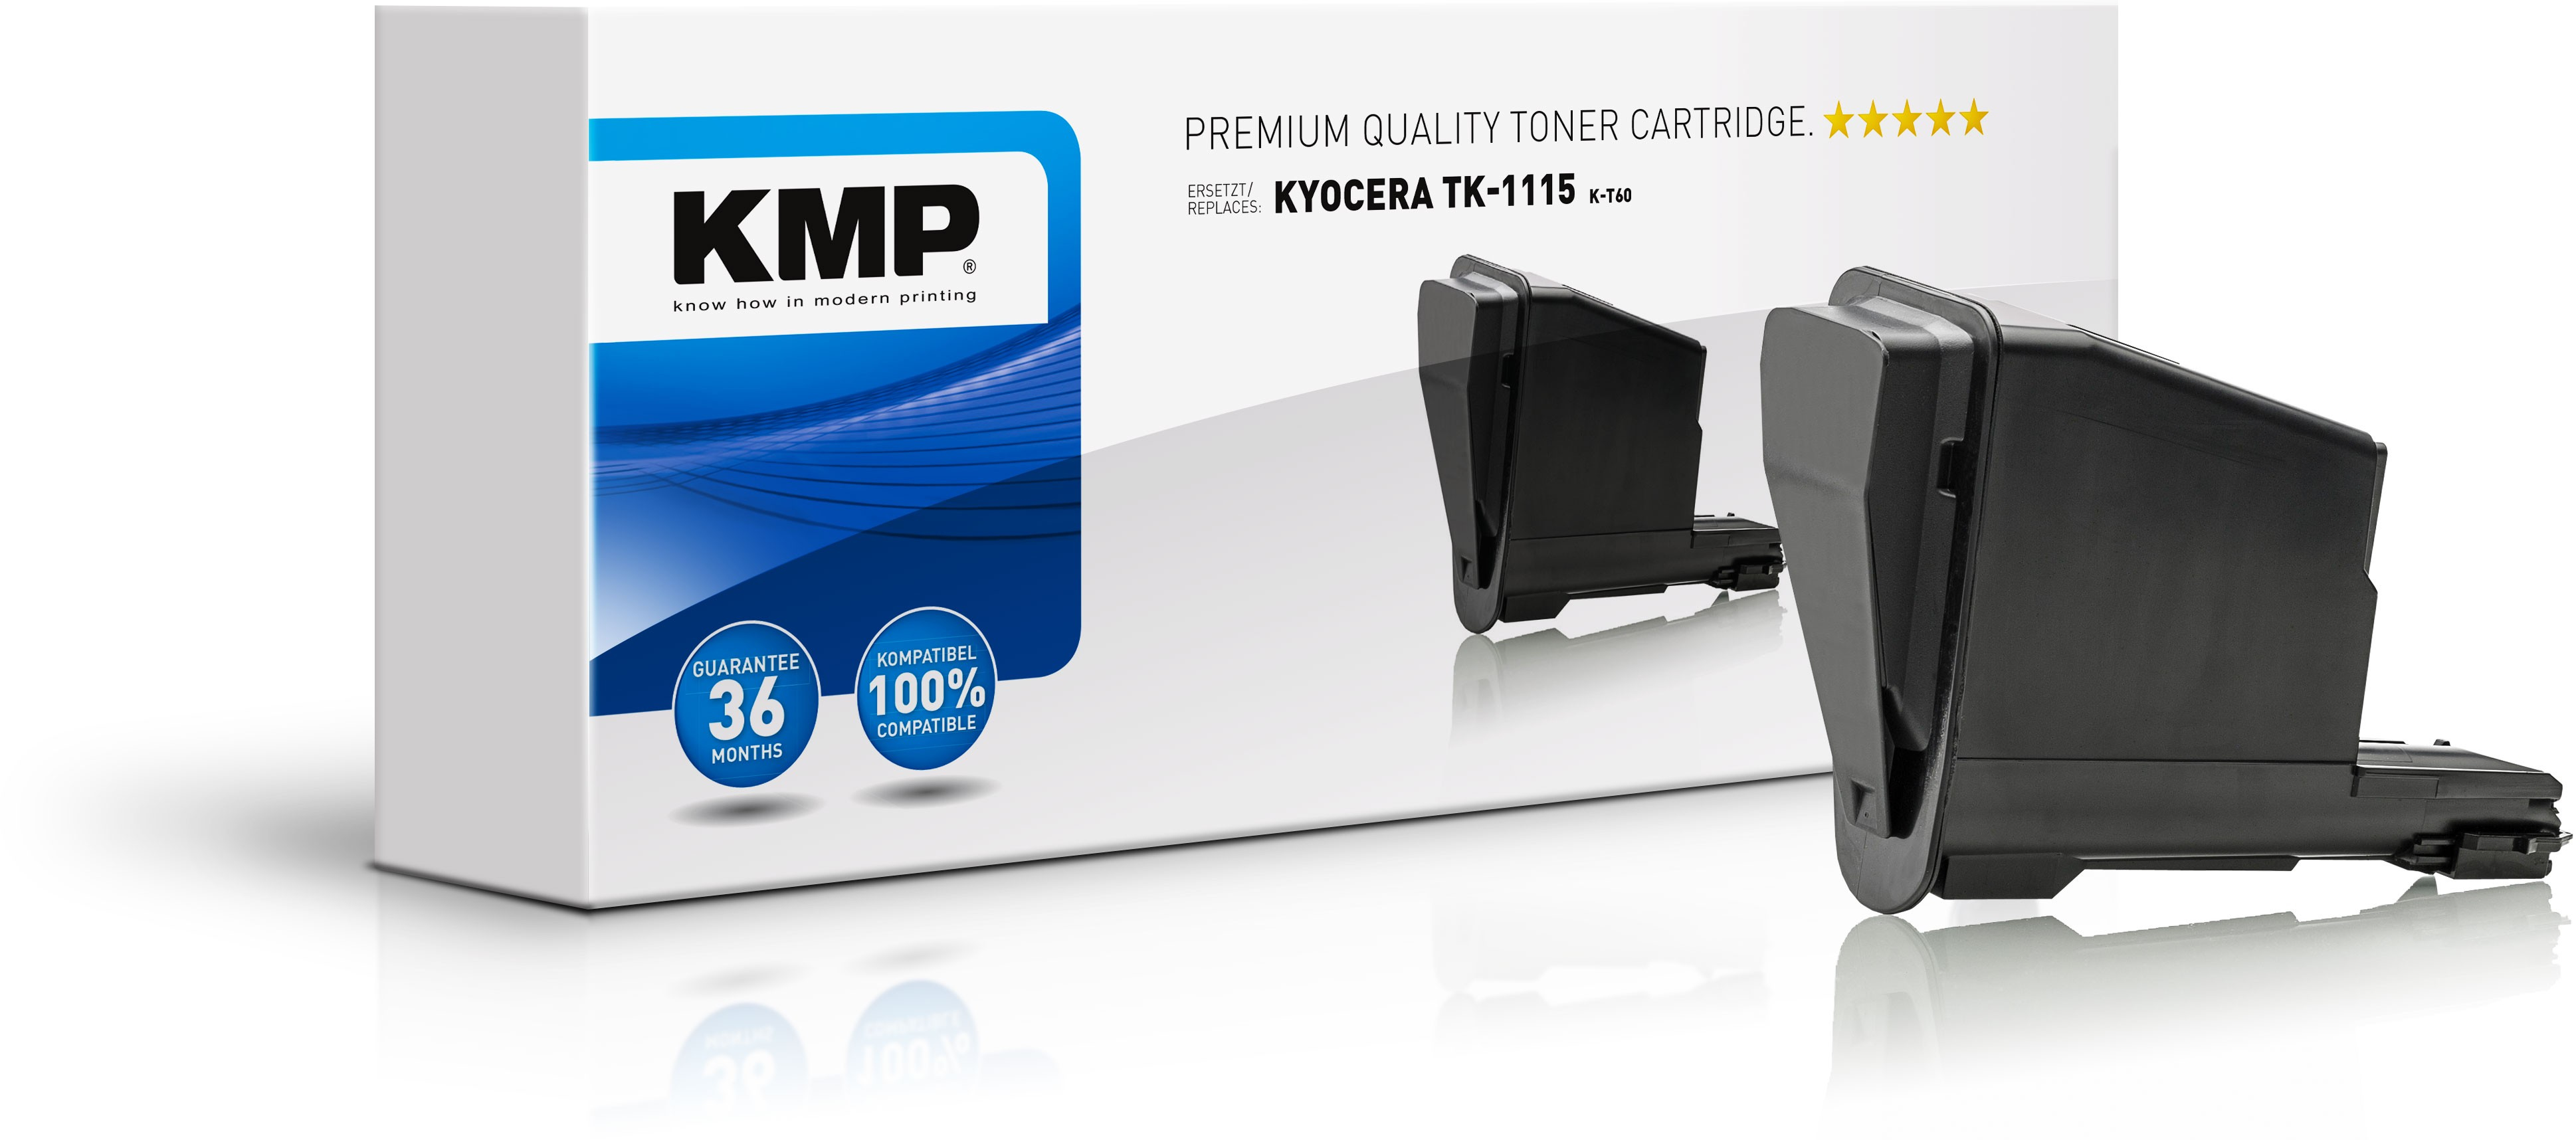 PREMIUM QUALITY TONER CARTRIDGE.
ERSETZT/
REPLACES:
KYOCERA TK-1115 K-T60
KMP®
know how in modern printing
GUARANTEE
36
MONTHS
KOMPATIBEL
100%
COMPATIBLE